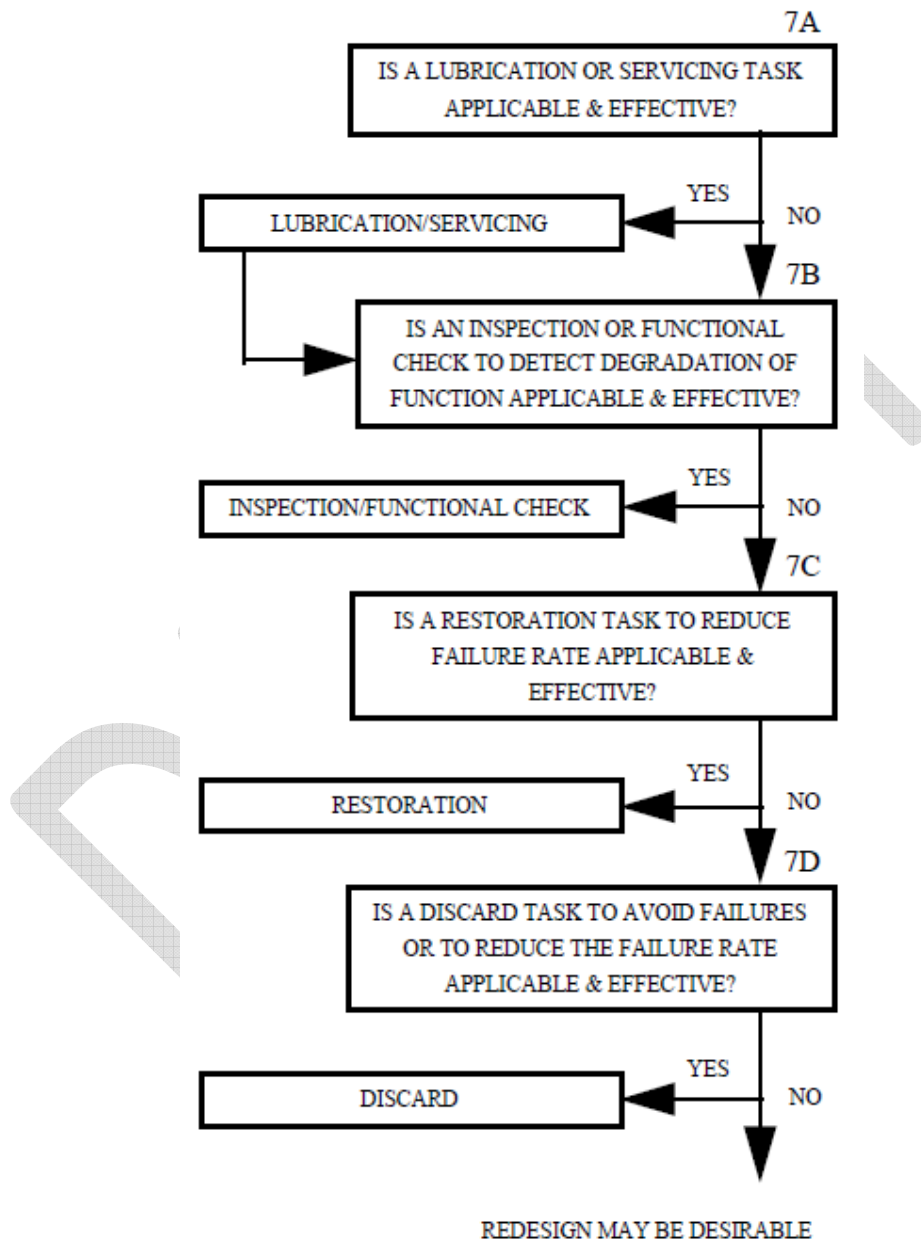 7A
IS A LUBRICATION OR SERVICING TASK
APPLICABLE & EFFECTIVE?
YES
NO
LUBRICATION/SERVICING
7B
IS AN INSPECTION OR FUNCTIONAL
CHECK TO DETECT DEGRADATION OF
FUNCTION APPLICABLE & EFFECTIVE?
YES
NO
INSPECTION/FUNCTIONAL CHECK
7C
IS A RESTORATION TASK TO REDUCE
FAILURE RATE APPLICABLE &
EFFECTIVE?
YES
NO
RESTORATION
7D
IS A DISCARD TASK TO AVOID FAILURES
OR TO REDUCE THE FAILURE RATE
APPLICABLE & EFFECTIVE?
YES
NO
DISCARD
REDESIGN MAY BE DESIRABLE